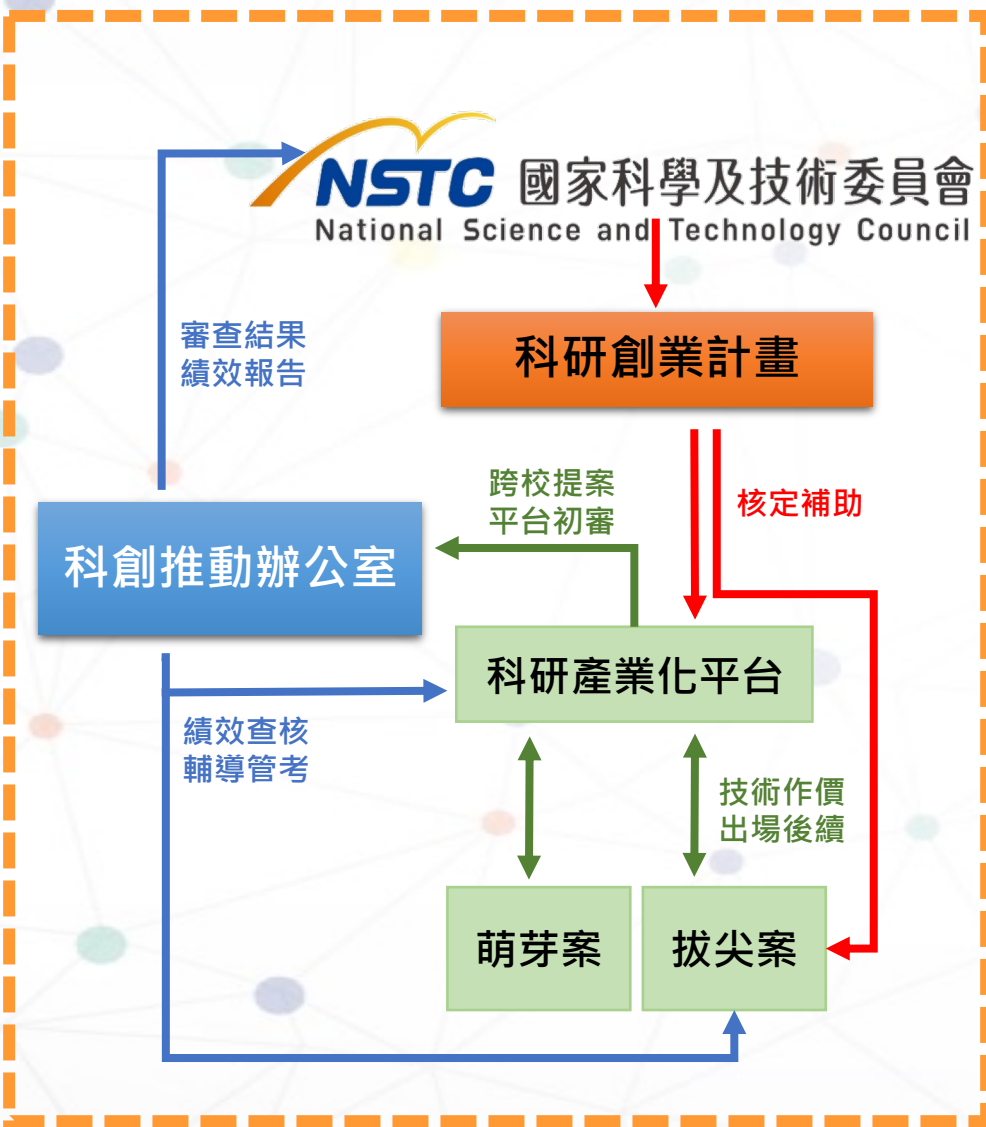 NSTC 國家科學及技術委員會
National Science and Technology Council
審查結果
績效報告
科研創業計畫
跨校提案
平台初審
核定補助
科創推動辦公室
科研產業化平台
績效查核
輔導管考
技術作價
出場後續
萌芽案
拔尖案